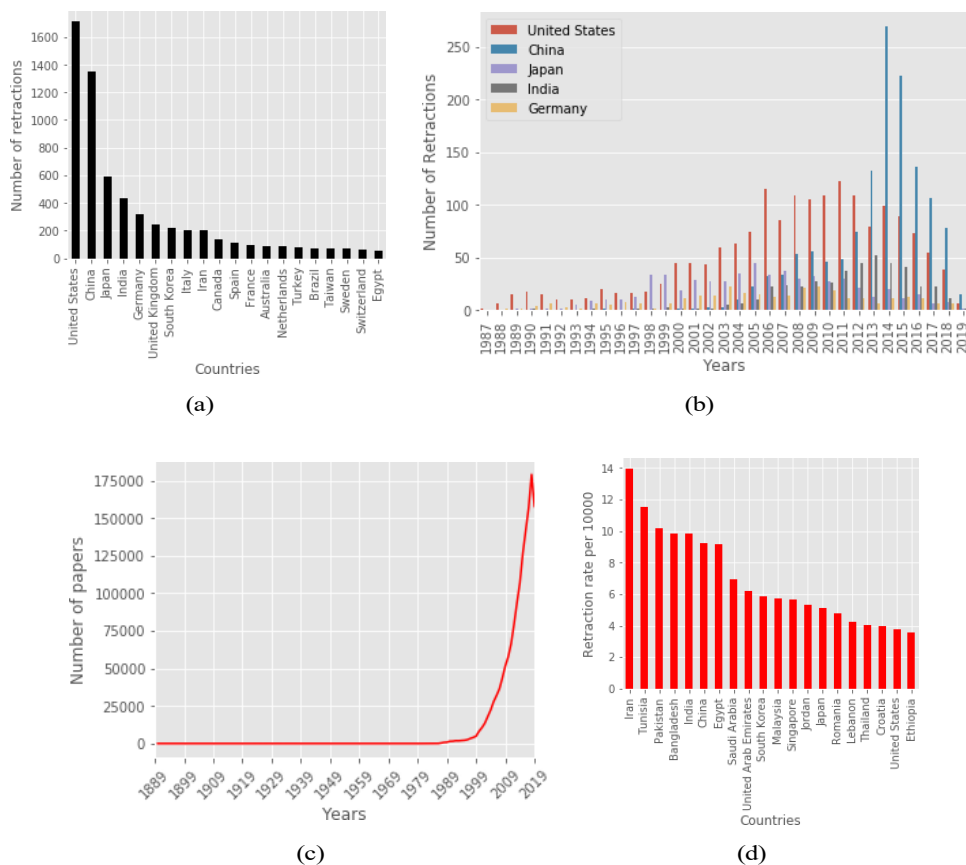 Number of retractions
1600
1400
1200
1000
800
600
400
200
0
United States
China
Japan
India
Germany
United Kingdom
South Korea
Italy
Iran
Canada
Spain
France
Australia
Netherlands
Turkey
Brazil
Taiwan
Sweden
Switzerland
Egypt
Countries
(a)
United States
China
Japan
India
Germany
Number of Retractions
250
200
150
100
50
0
1987
1988
1989
1990
1991
1992
1993
1994
1995
1996
1997
1998
1999
2000
2001
2002
2003
2004
2005
2006
2007
2008
2009
2010
2011
2012
2013
2014
2015
2016
2017
2018
2019
Years
(b)
Number of papers
175000
150000
125000
100000
75000
50000
25000
0
1889
1899
1909
1919
1929
1939
1949
1959
1969
1979
1989
1999
2009
2019
Years
(c)
Retraction rate per 10000
14
12
10
8
6
4
2
0
Iran
Tunisia
Pakistan
Bangladesh
India
China
Egypt
Saudi Arabia
United Arab Emirates
South Korea
Malaysia
Singapore
Jordan
Japan
Romania
Lebanon
Thailand
Croatia
United States
Ethiopia
Countries
(d)